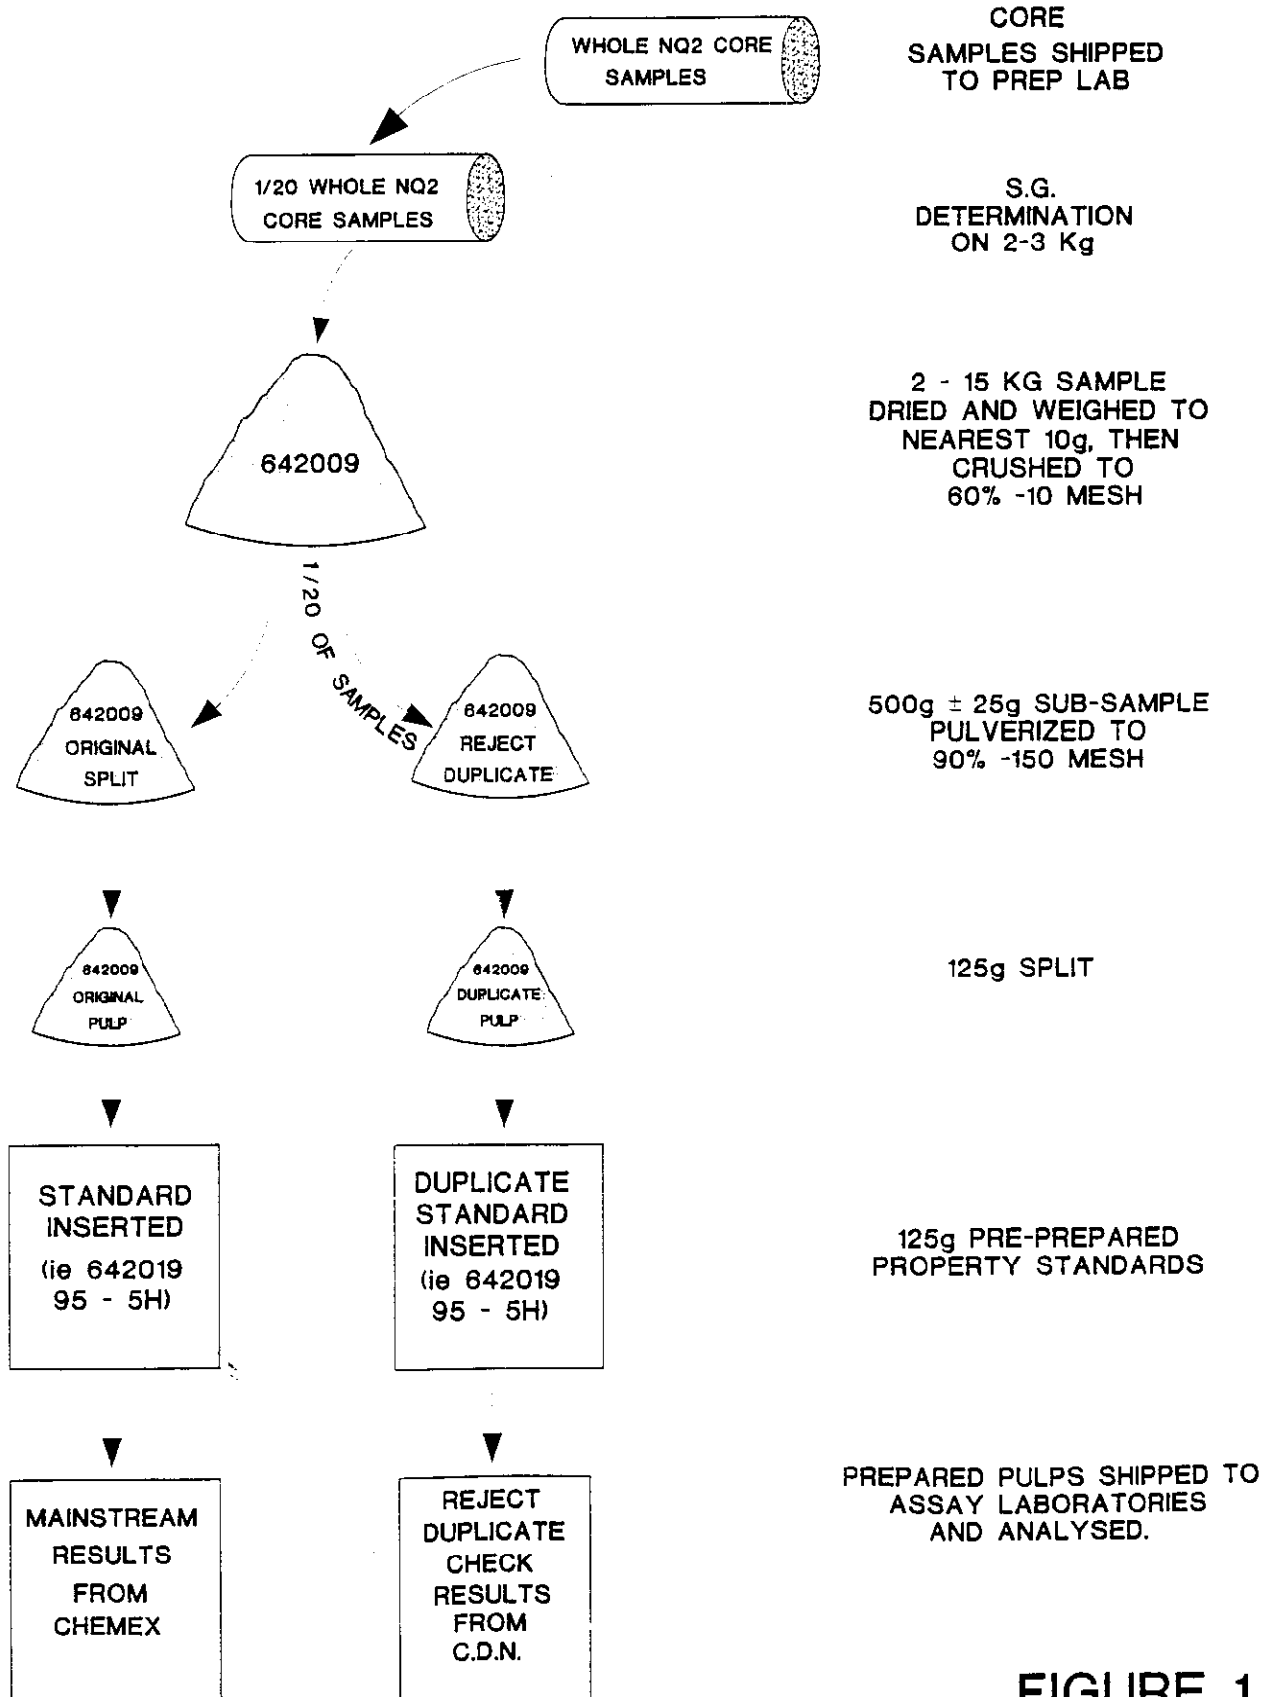 CORE
SAMPLES SHIPPED
TO PREP LAB
WHOLE NQ2 CORE
SAMPLES
1/20 WHOLE NQ2
CORE SAMPLES
S.G.
DETERMINATION
ON 2-3 Kg
642009
2 - 15 KG SAMPLE
DRIED AND WEIGHED TO
NEAREST 10g, THEN
CRUSHED TO
60% -10 MESH
1/20 OF SAMPLES
642009
ORIGINAL
SPLIT
642009
REJECT
DUPLICATE
500g ± 25g SUB-SAMPLE
PULVERIZED TO
90% -150 MESH
642009
ORIGINAL
PULP
642009
DUPLICATE
PULP
125g SPLIT
STANDARD
INSERTED
(ie 642019
95 - 5H)
DUPLICATE
STANDARD
INSERTED
(ie 642019
95 - 5H)
125g PRE-PREPARED
PROPERTY STANDARDS
MAINSTREAM
RESULTS
FROM
CHEMEX
REJECT
DUPLICATE
CHECK
RESULTS
FROM
C.D.N.
PREPARED PULPS SHIPPED TO
ASSAY LABORATORIES
AND ANALYSED.
FIGURE 1